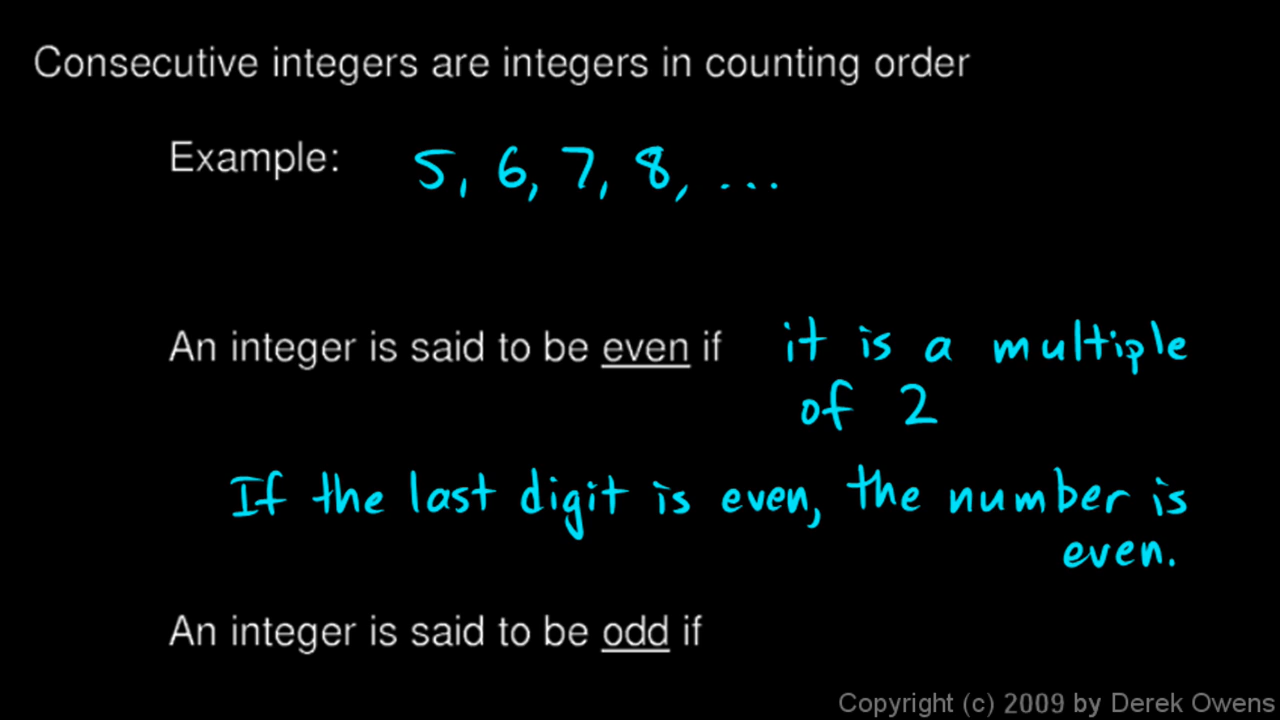 Consecutive integers are integers in counting order
Example: 5, 6, 7, 8, ...
An integer is said to be even if it is a multiple
of 2
If the last digit is even, the number is
even.
An integer is said to be odd if
Copyright (c) 2009 by Derek Owens